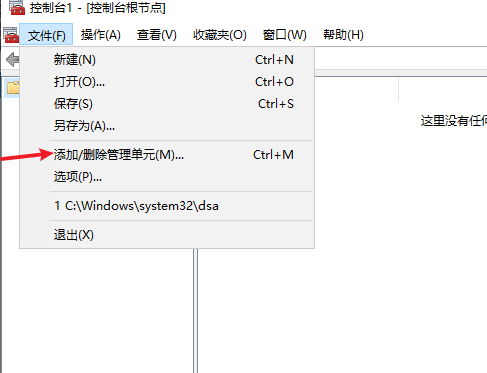 控制台1 - [控制台根节点]
文件(F) 操作(A) 查看(V) 收藏夹(O) 窗口(W) 帮助(H)
新建(N) Ctrl+N
打开(O)... Ctrl+O
保存(S) Ctrl+S
另存为(A)...
这里没有任
添加/删除管理单元(M)... Ctrl+M
选项(P)...
1 C:\Windows\system32\dsa
退出(X)